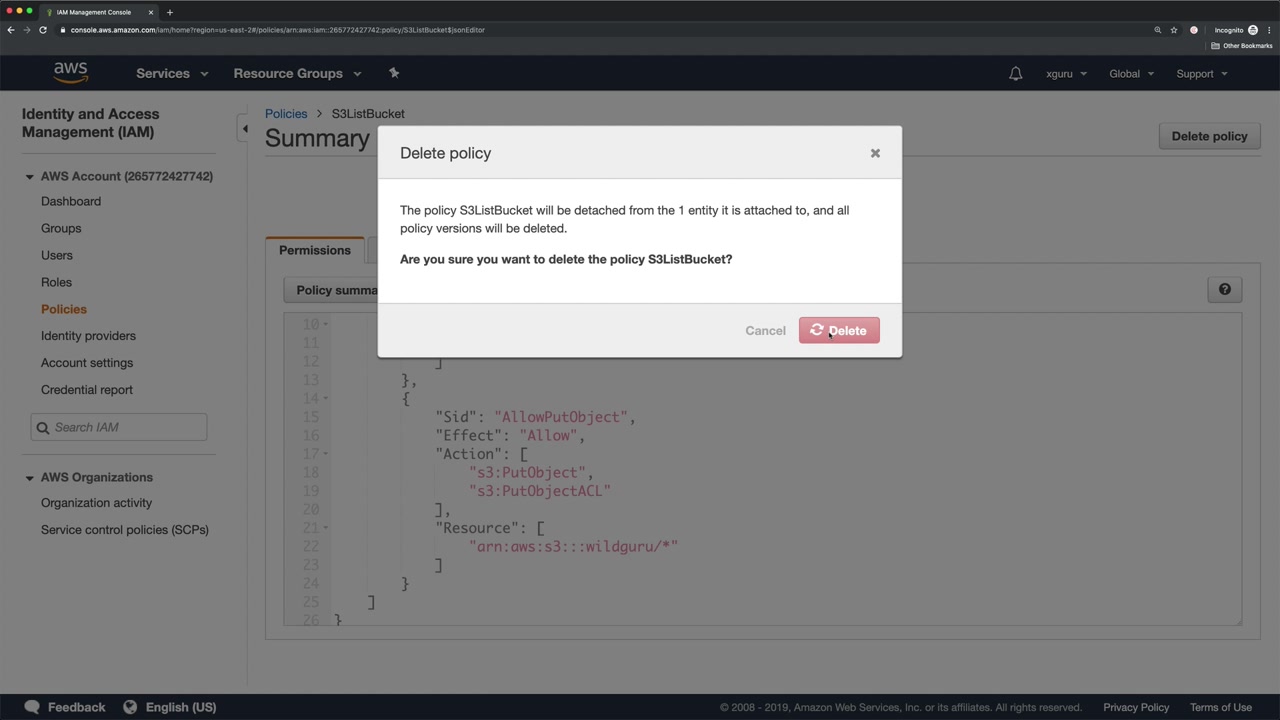 IAM Management Console
console.aws.amazon.com/iam/home?region=us-east-2#/policies/arn:aws:iam::265772427742:policy/S3ListBucket$jsonEditor
Incognito
Other Bookmarks
aws
Services
Resource Groups
xguru
Global
Support
Identity and Access
Management (IAM)
AWS Account (265772427742)
Dashboard
Groups
Users
Roles
Policies
Identity providers
Account settings
Credential report
Search IAM
AWS Organizations
Organization activity
Service control policies (SCPs)
Policies > S3ListBucket
Summary
Delete policy
Permissions
Policy summa
Delete policy
The policy S3ListBucket will be detached from the 1 entity it is attached to, and all
policy versions will be deleted.
Are you sure you want to delete the policy S3ListBucket?
Cancel
Delete
10
11
12 ]
13 },
14 {
15 "Sid": "AllowPutObject",
16 "Effect": "Allow",
17 "Action": [
18 "s3:PutObject",
19 "s3:PutObjectACL"
20 ],
21 "Resource": [
22 "arn:aws:s3:::wildguru/*"
23 ]
24 }
25 ]
26 }
Feedback
English (US)
© 2008 - 2019, Amazon Web Services, Inc. or its affiliates. All rights reserved.
Privacy Policy
Terms of Use